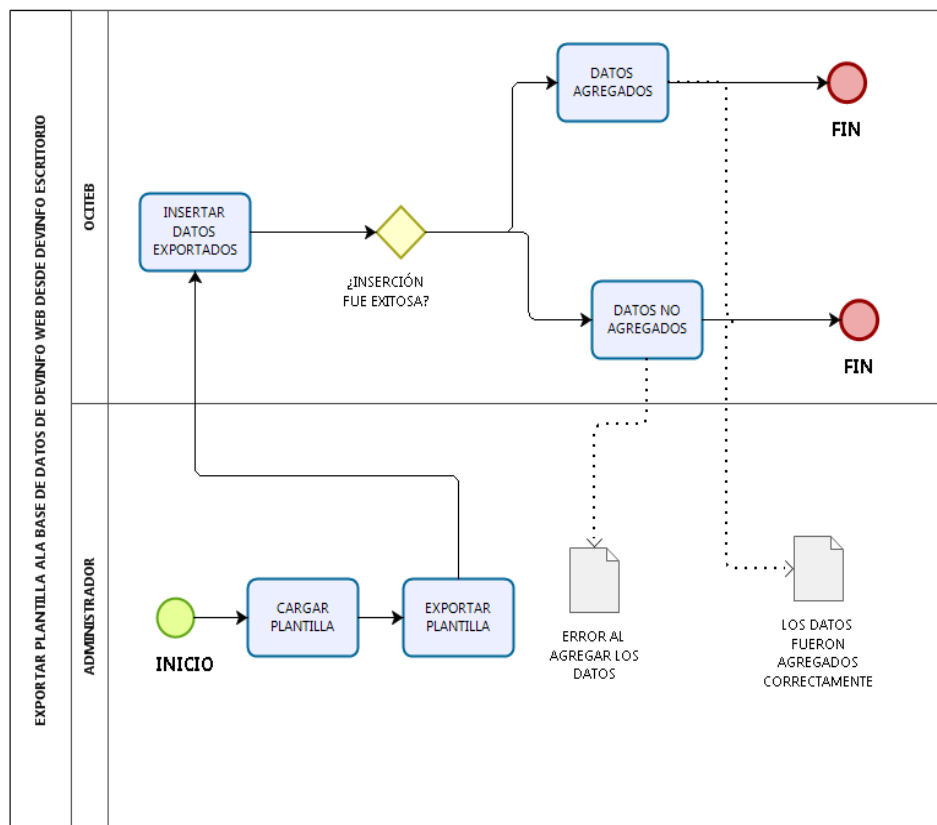 EXPORTAR PLANTILLA ALA BASE DE DATOS DE DEVINFO WEB DESDE DEVINFO ESCRITORIO
OCITEB
DATOS
AGREGADOS
FIN
INSERTAR
DATOS
EXPORTADOS
¿INSERCIÓN
FUE EXITOSA?
DATOS NO
AGREGADOS
FIN
ADMINISTRADOR
INICIO
CARGAR
PLANTILLA
EXPORTAR
PLANTILLA
ERROR AL
AGREGAR LOS
DATOS
LOS DATOS
FUERON
AGREGADOS
CORRECTAMENTE